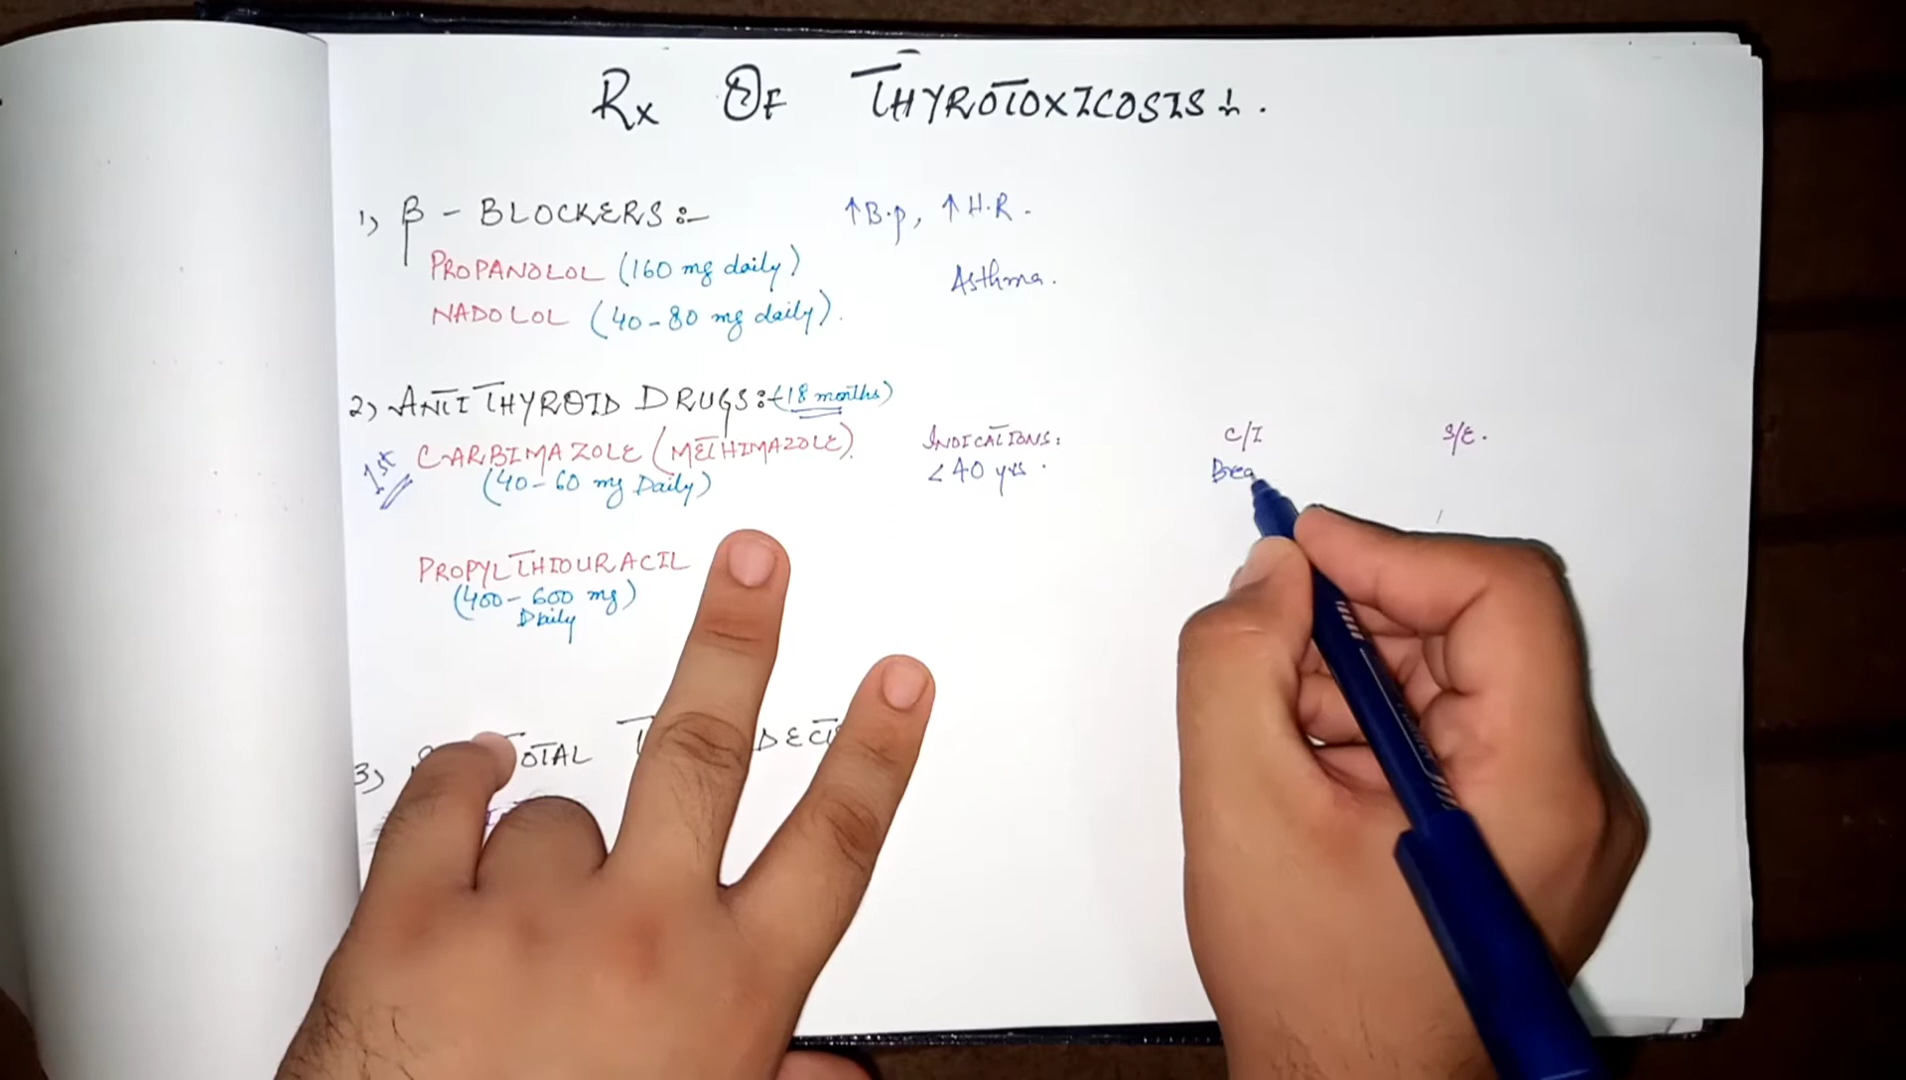 Rx OF THYROTOXICOSIS :- .
1) β - BLOCKERS :- ↑B.p, ↑H.R.
PROPANOLOL (160 mg daily) Asthma.
NADOLOL (40-80 mg daily).
2) ANTI THYROID DRUGS:- (18 months)
1st CARBIMAZOLE (METHIMAZOLE). INDICATIONS: C/I S/E.
(40-60 mg Daily) <40 yrs. Brea
PROPYLTHIOURACIL
(400-600 mg)
Daily
3)